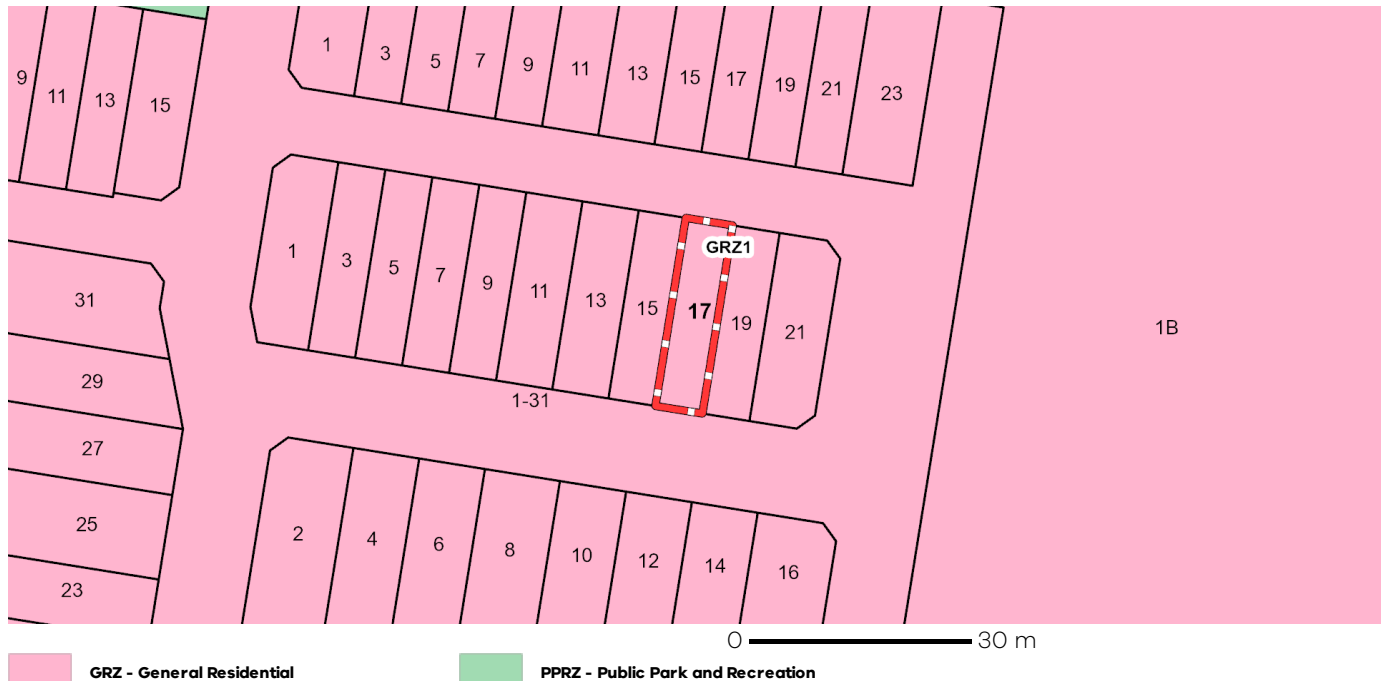 1 3 5 7 9 11 13 15 17 19 21 23
9 11 13 15
1 3 5 7 9 11 13 15 17 19 21
GRZ1
1B
31
29
27
25
23
1-31
2 4 6 8 10 12 14 16
0 30 m
GRZ - General Residential PPRZ - Public Park and Recreation